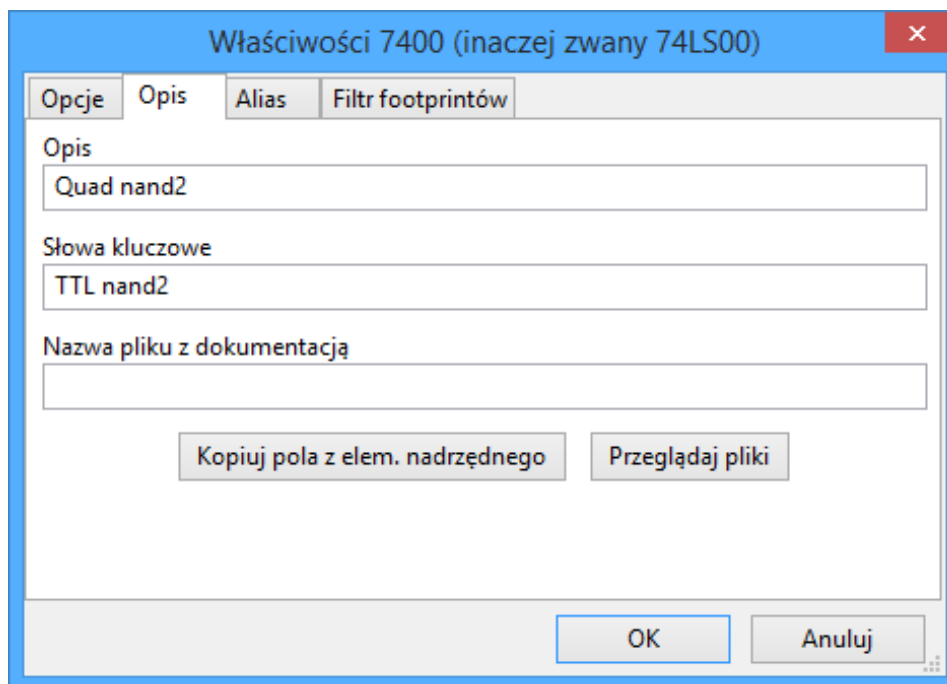 Właściwości 7400 (inaczej zwany 74LS00)
Opcje Opis Alias Filtr footprintów
Opis
Quad nand2
Słowa kluczowe
TTL nand2
Nazwa pliku z dokumentacją
Kopiuj pola z elem. nadrzędnego Przeglądaj pliki
OK Anuluj